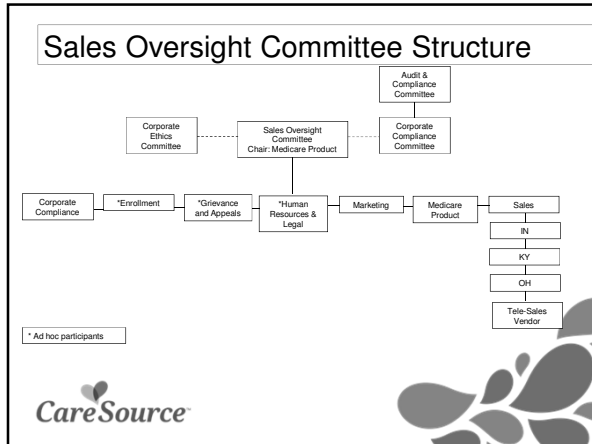 Sales Oversight Committee Structure
Audit &
Compliance
Committee
Corporate
Ethics
Committee
Sales Oversight
Committee
Chair: Medicare Product
Corporate
Compliance
Committee
Corporate
Compliance
*Enrollment
*Grievance
and Appeals
*Human
Resources &
Legal
Marketing
Medicare
Product
Sales
IN
KY
OH
Tele-Sales
Vendor
* Ad hoc participants
CareSource